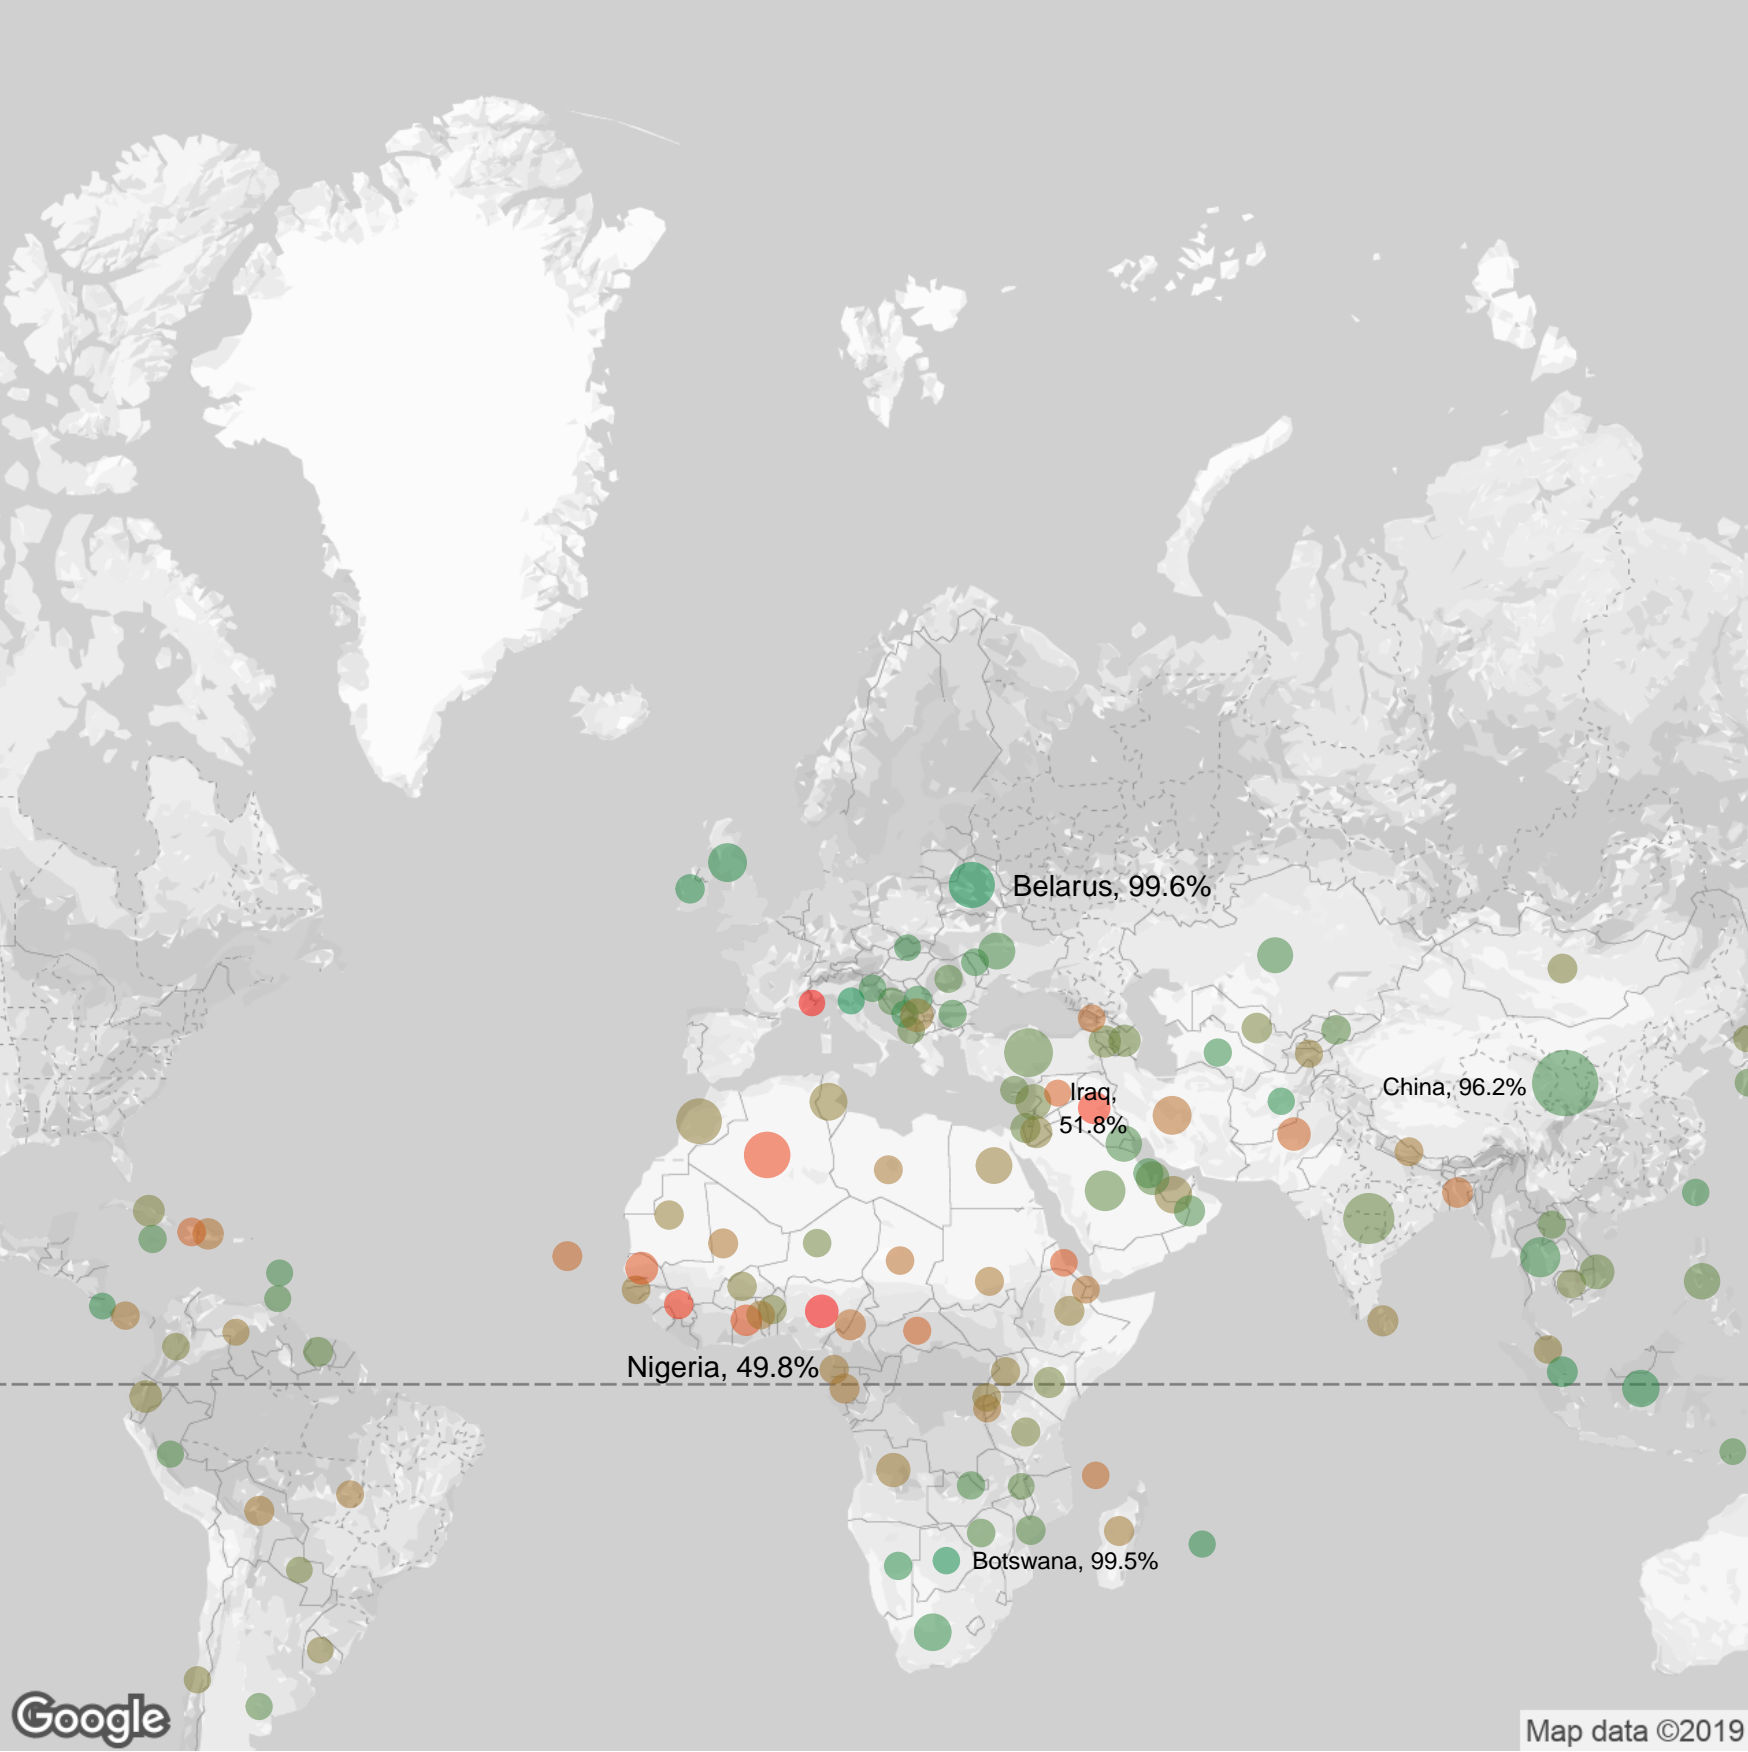 Belarus, 99.6%
Iraq,
51.8%
China, 96.2%
Nigeria, 49.8%
Botswana, 99.5%
Google
Map data ©2019